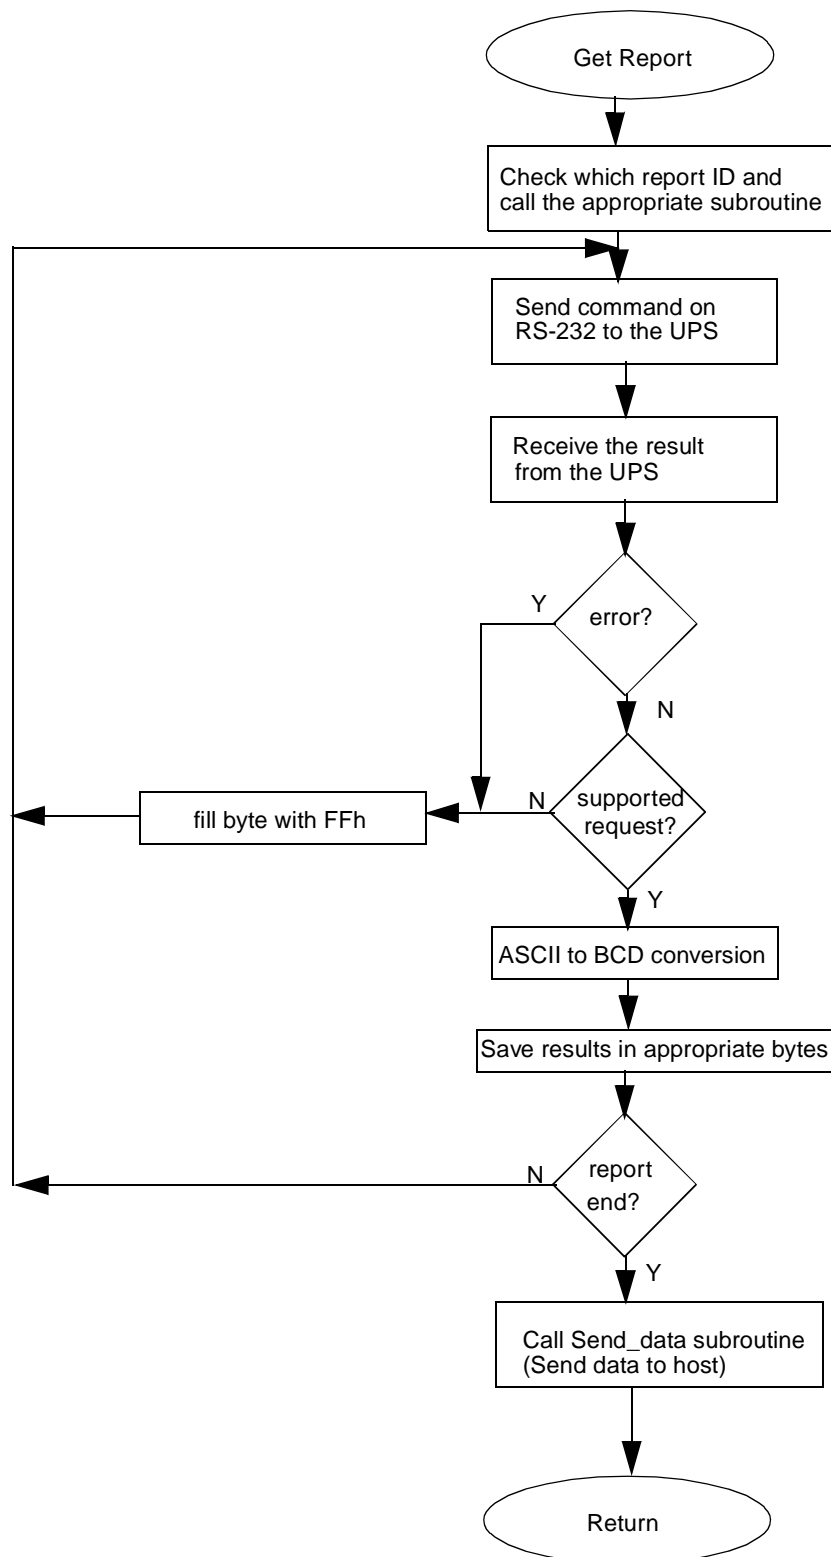 Get Report
Check which report ID and
call the appropriate subroutine
Send command on
RS-232 to the UPS
Receive the result
from the UPS
Y
error?
N
N
supported
request?
fill byte with FFh
Y
ASCII to BCD conversion
Save results in appropriate bytes
N
report
end?
Y
Call Send_data subroutine
(Send data to host)
Return